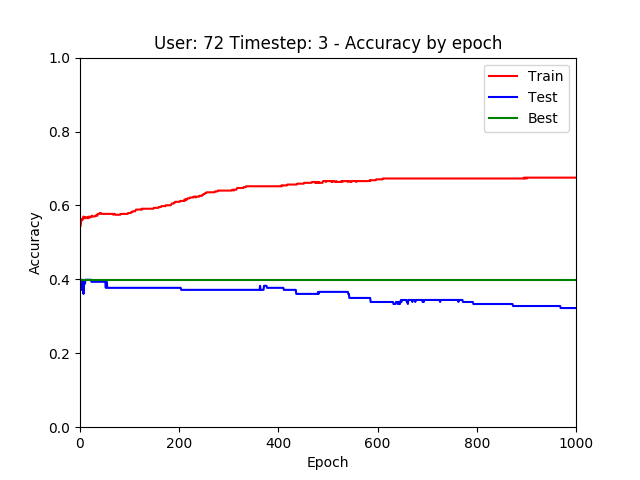 User: 72 Timestep: 3 - Accuracy by epoch
1.0
0.8
0.6
0.4
0.2
0.0
Accuracy
Train
Test
Best
0 200 400 600 800 1000
Epoch